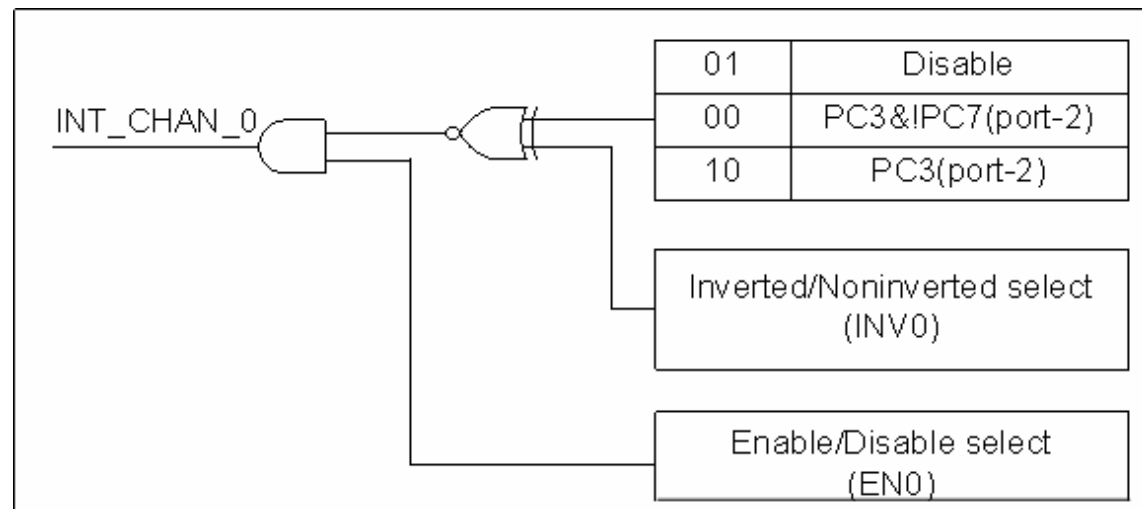 01 Disable
INT_CHAN_0
00 PC3&!PC7(port-2)
10 PC3(port-2)
Inverted/Noninverted select
(INV0)
Enable/Disable select
(EN0)